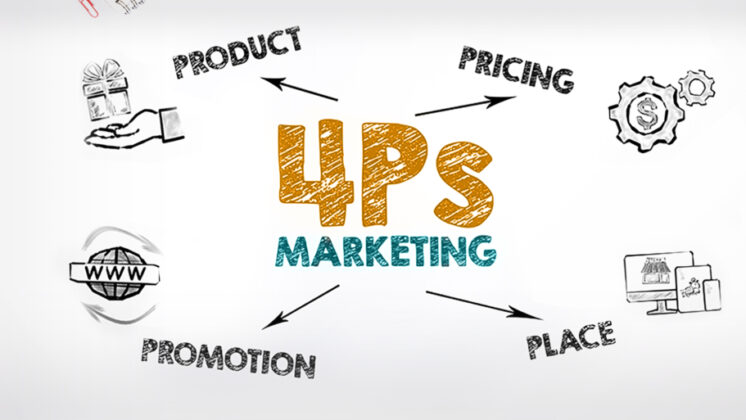 PRODUCT
PRICING
4Ps
$
MARKETING
WWW
PROMOTION
PLACE